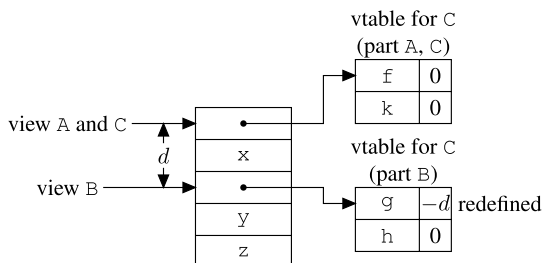 vtable for C
(part A, C)
f 0
k 0
view A and C
d
x
vtable for C
(part B)
view B
g −d redefined
y
h 0
z